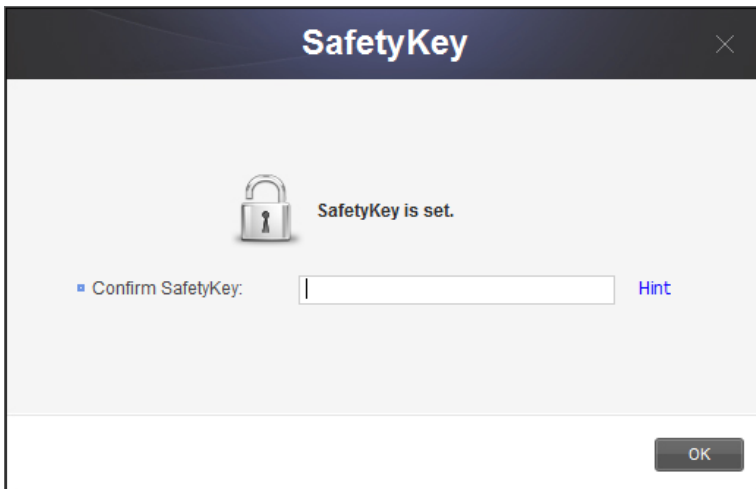 SafetyKey
SafetyKey is set.
Confirm SafetyKey:
Hint
OK